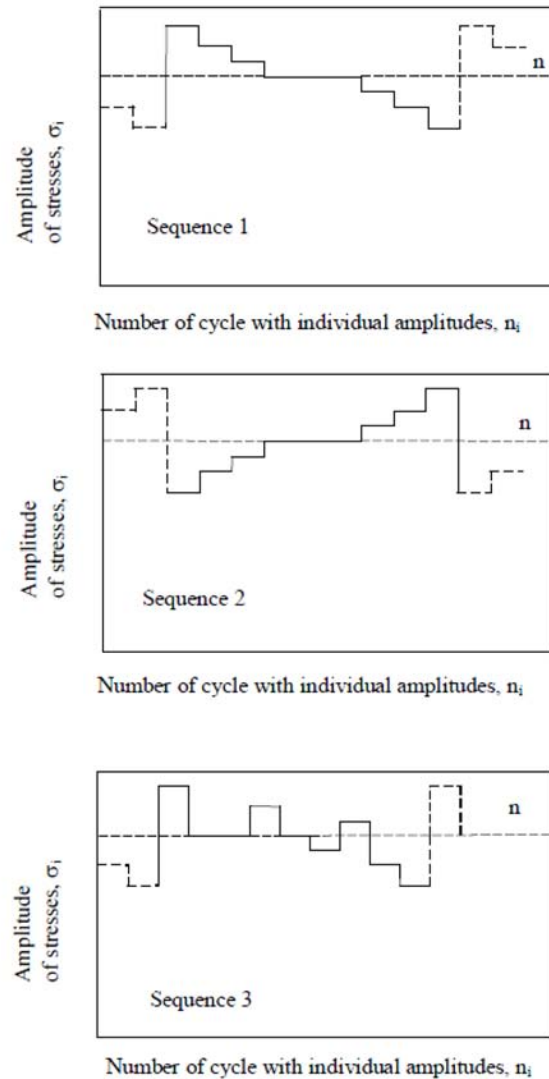 Amplitude
of stresses, σi
n
Sequence 1
Number of cycle with individual amplitudes, ni
Amplitude
of stresses, σi
n
Sequence 2
Number of cycle with individual amplitudes, ni
Amplitude
of stresses, σi
n
Sequence 3
Number of cycle with individual amplitudes, ni